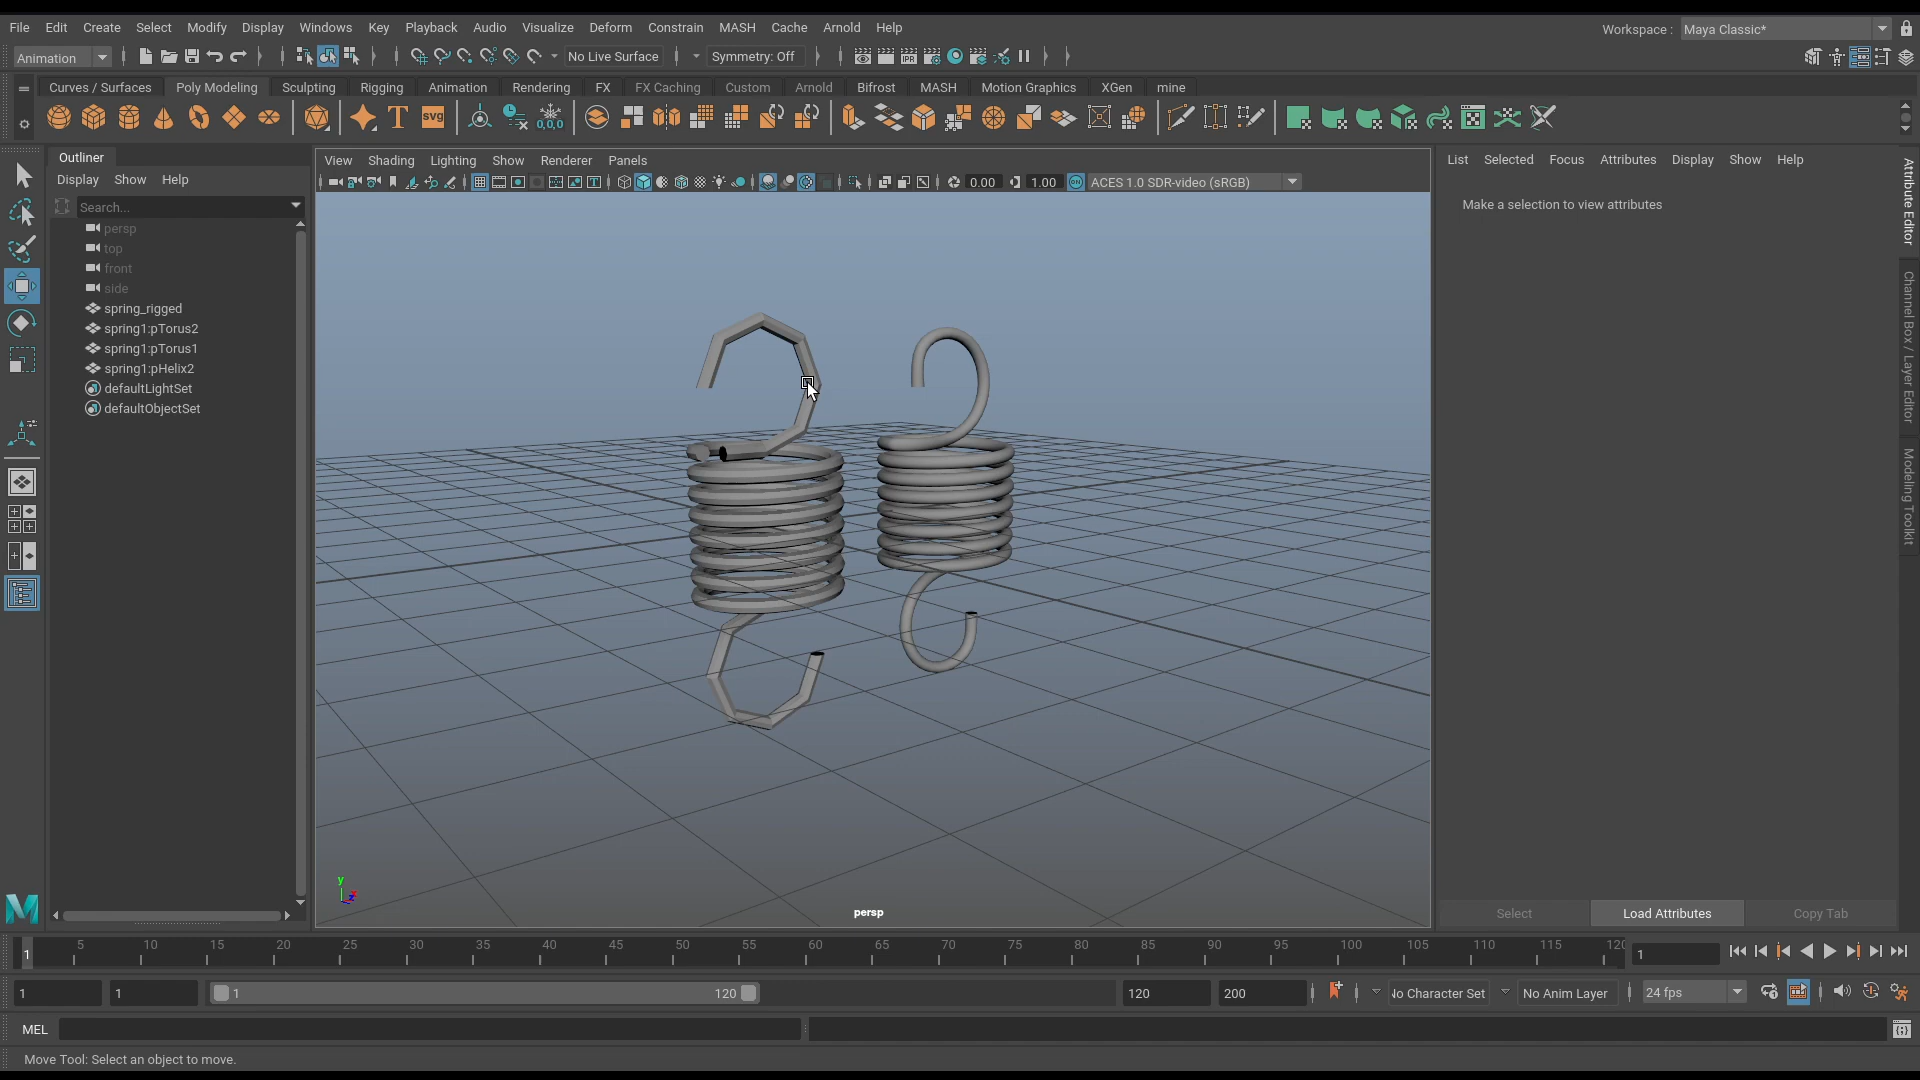 File Edit Create Select Modify Display Windows Key Playback Audio Visualize Deform Constrain MASH Cache Arnold Help
Workspace : Maya Classic*
Animation No Live Surface Symmetry: Off
Curves / Surfaces Poly Modeling Sculpting Rigging Animation Rendering FX FX Caching Custom Arnold Bifrost MASH Motion Graphics XGen mine
T svg 0,0,0
Outliner
Display Show Help
Search...
persp
top
front
side
spring_rigged
spring1:pTorus2
spring1:pTorus1
spring1:pHelix2
defaultLightSet
defaultObjectSet
View Shading Lighting Show Renderer Panels
0.00 1.00 ACES 1.0 SDR-video (sRGB)
y
z
persp
List Selected Focus Attributes Display Show Help
Make a selection to view attributes
Attribute Editor
Channel Box / Layer Editor
Modeling Toolkit
Select Load Attributes Copy Tab
1 5 10 15 20 25 30 35 40 45 50 55 60 65 70 75 80 85 90 95 100 105 110 115 120
1
1 1 1 120 120 200 No Character Set No Anim Layer 24 fps
MEL
Move Tool: Select an object to move.